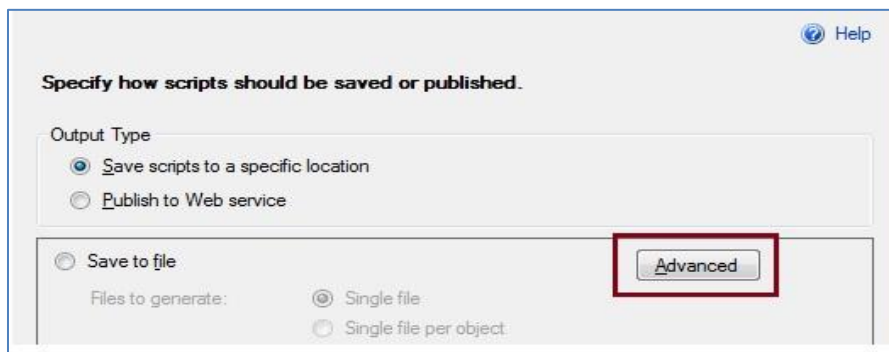 Help
Specify how scripts should be saved or published.
Output Type
Save scripts to a specific location
Publish to Web service
Save to file
Advanced
Files to generate:
Single file
Single file per object